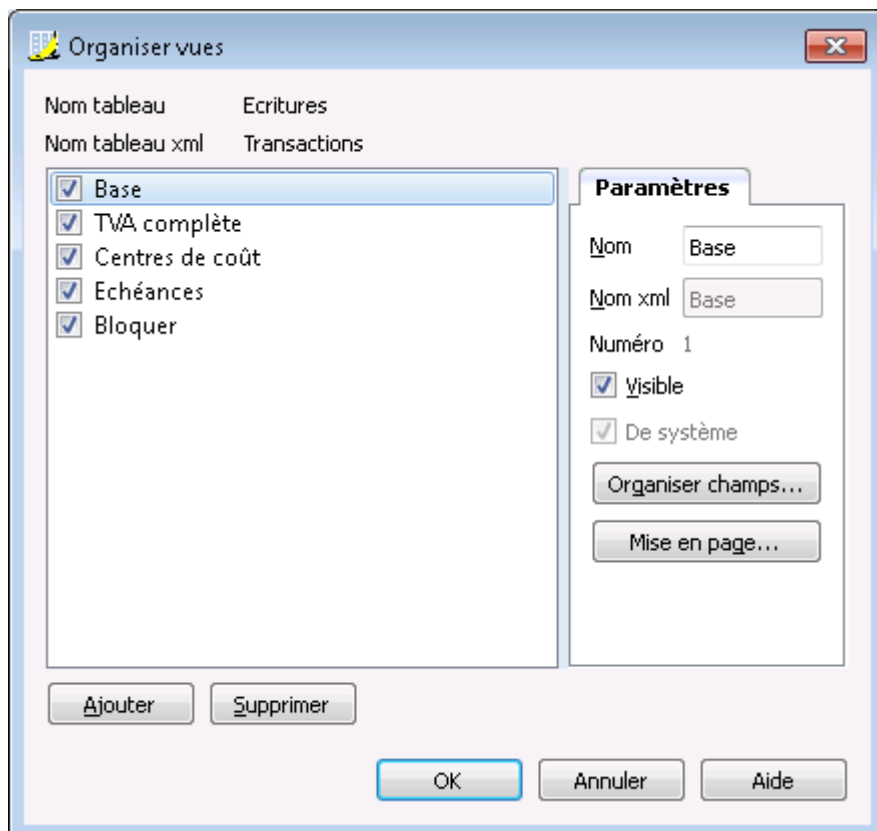 Organiser vues
Nom tableau Ecritures
Nom tableau xml Transactions
Base
TVA complète
Centres de coût
Echéances
Bloquer
Paramètres
Nom Base
Nom xml Base
Numéro 1
Visible
De système
Organiser champs...
Mise en page...
Ajouter Supprimer
OK Annuler Aide